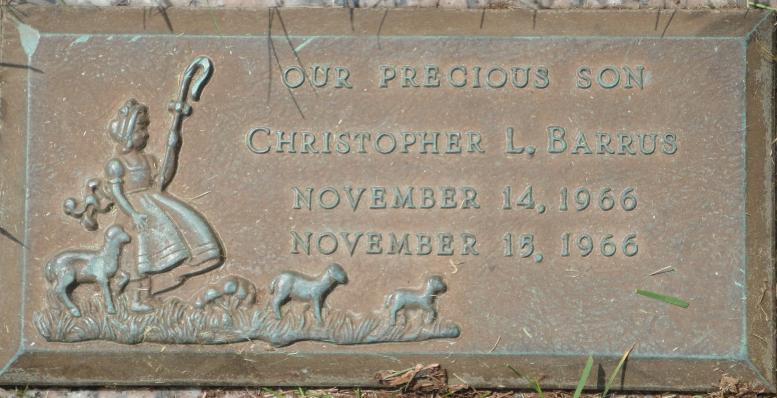 OUR PRECIOUS SON
CHRISTOPHER L. BARRUS
NOVEMBER 14, 1966
NOVEMBER 15, 1966